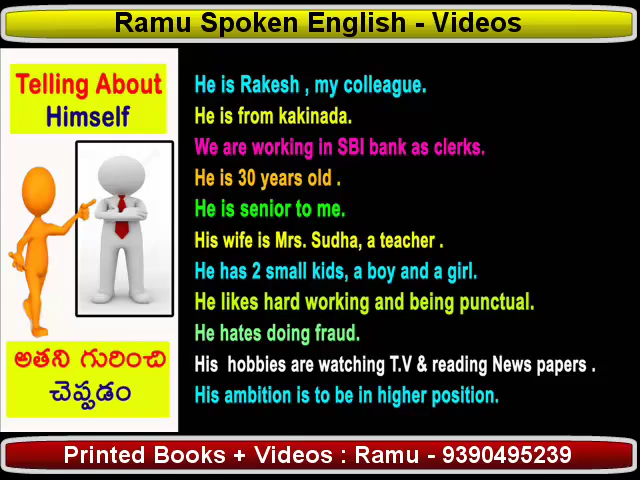 Ramu Spoken English - Videos
Telling About
Himself
అతని గురించి
చెప్పడం
He is Rakesh , my colleague.
He is from kakinada.
We are working in SBI bank as clerks.
He is 30 years old .
He is senior to me.
His wife is Mrs. Sudha, a teacher .
He has 2 small kids, a boy and a girl.
He likes hard working and being punctual.
He hates doing fraud.
His hobbies are watching T.V & reading News papers .
His ambition is to be in higher position.
Printed Books + Videos : Ramu - 9390495239